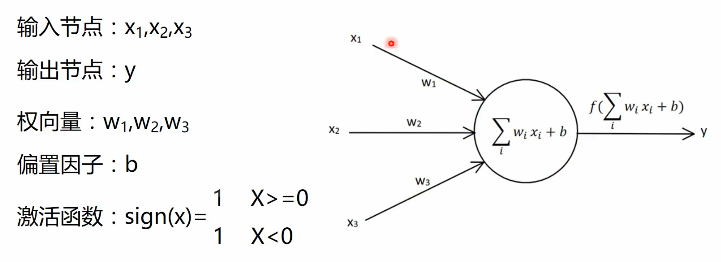 输入节点：x₁,x₂,x₃
输出节点：y
权向量：w₁,w₂,w₃
偏置因子：b
激活函数：sign(x)=
1 X>=0
1 X<0
x₁
w₁
x₂
w₂
w₃
x₃
∑ᵢ wᵢ xᵢ + b
f(∑ᵢ wᵢ xᵢ + b)
y